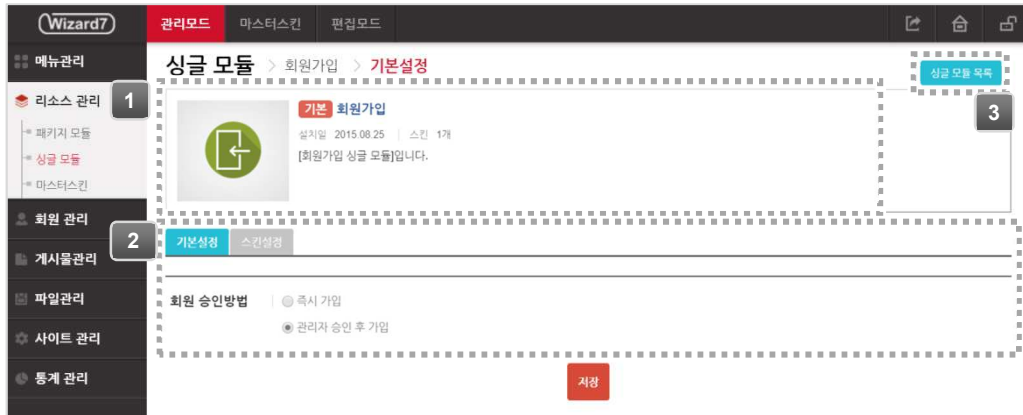 Wizard7
관리모드 마스터스킨 편집모드
메뉴관리
리소스 관리
패키지 모듈
싱글 모듈
마스터스킨
회원 관리
게시물관리
파일관리
사이트 관리
통계 관리
싱글 모듈 > 회원가입 > 기본설정
싱글 모듈 목록
1
3
기본 회원가입
설치일 2015.08.25 | 스킨 1개
[회원가입 싱글 모듈]입니다.
2
기본설정 스킨설정
회원 승인방법 즉시 가입
관리자 승인 후 가입
저장